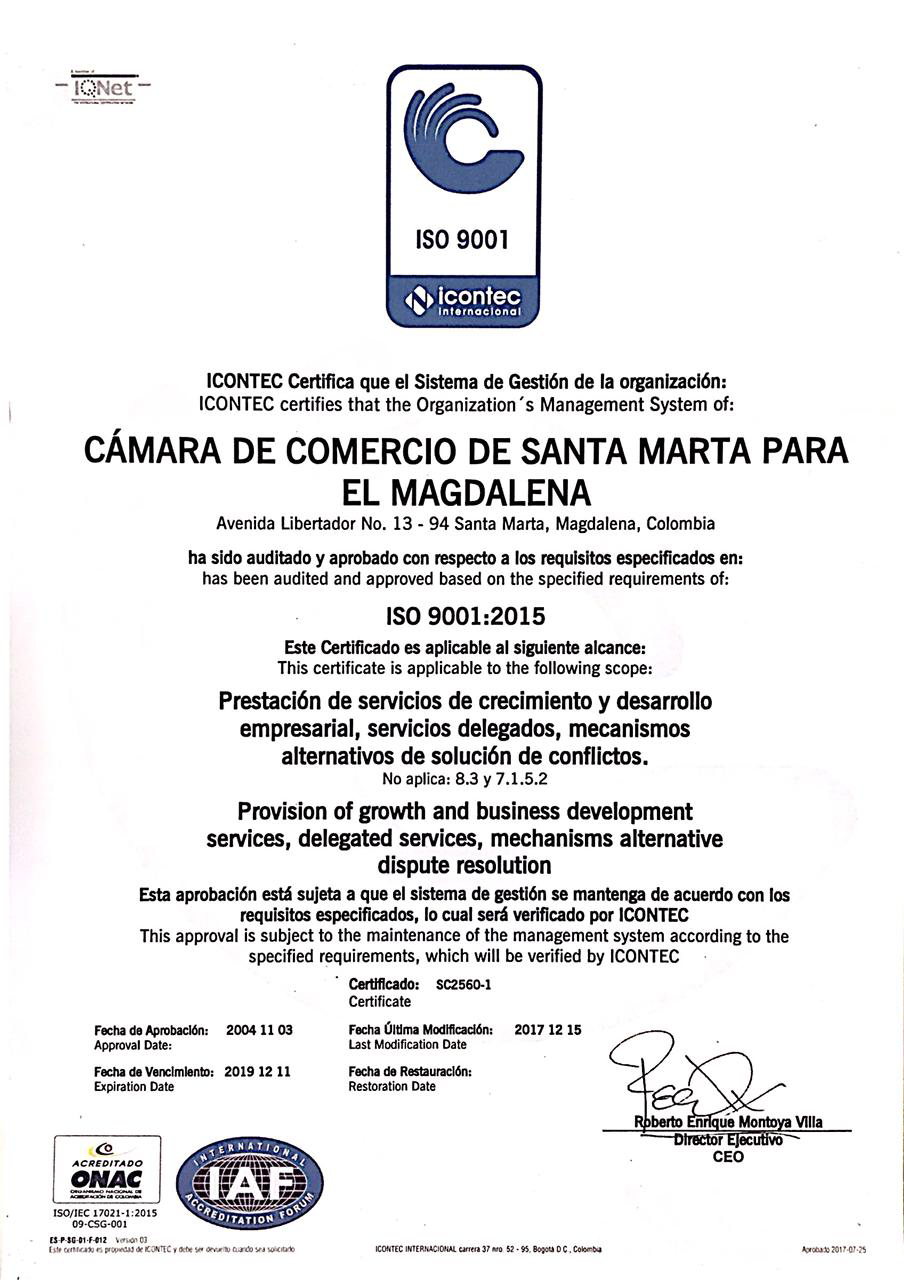 A member of
IQNet
THE INTERNATIONAL CERTIFICATION NETWORK
ISO 9001
icontec
internacional
ICONTEC Certifica que el Sistema de Gestión de la organización:
ICONTEC certifies that the Organization´s Management System of:
CÁMARA DE COMERCIO DE SANTA MARTA PARA
EL MAGDALENA
Avenida Libertador No. 13 - 94 Santa Marta, Magdalena, Colombia
ha sido auditado y aprobado con respecto a los requisitos especificados en:
has been audited and approved based on the specified requirements of:
ISO 9001:2015
Este Certificado es aplicable al siguiente alcance:
This certificate is applicable to the following scope:
Prestación de servicios de crecimiento y desarrollo
empresarial, servicios delegados, mecanismos
alternativos de solución de conflictos.
No aplica: 8.3 y 7.1.5.2
Provision of growth and business development
services, delegated services, mechanisms alternative
dispute resolution
Esta aprobación está sujeta a que el sistema de gestión se mantenga de acuerdo con los
requisitos especificados, lo cual será verificado por ICONTEC
This approval is subject to the maintenance of the management system according to the
specified requirements, which will be verified by ICONTEC
Certificado: SC2560-1
Certificate
Fecha de Aprobación: 2004 11 03
Approval Date:
Fecha Última Modificación: 2017 12 15
Last Modification Date
Fecha de Vencimiento: 2019 12 11
Expiration Date
Fecha de Restauración:
Restoration Date
Roberto Enrique Montoya Villa
Director Ejecutivo
CEO
ACREDITADO
ONAC
ORGANISMO NACIONAL DE
ACREDITACIÓN DE COLOMBIA
ISO/IEC 17021-1:2015
09-CSG-001
INTERNATIONAL
IAF
ACCREDITATION FORUM
ES-P-SG-01-F-012 Versión 03
Este certificado es propiedad de ICONTEC y debe ser devuelto cuando sea solicitado
ICONTEC INTERNACIONAL carrera 37 nro. 52 - 95, Bogotá D.C., Colombia
Aprobado 2017-07-25